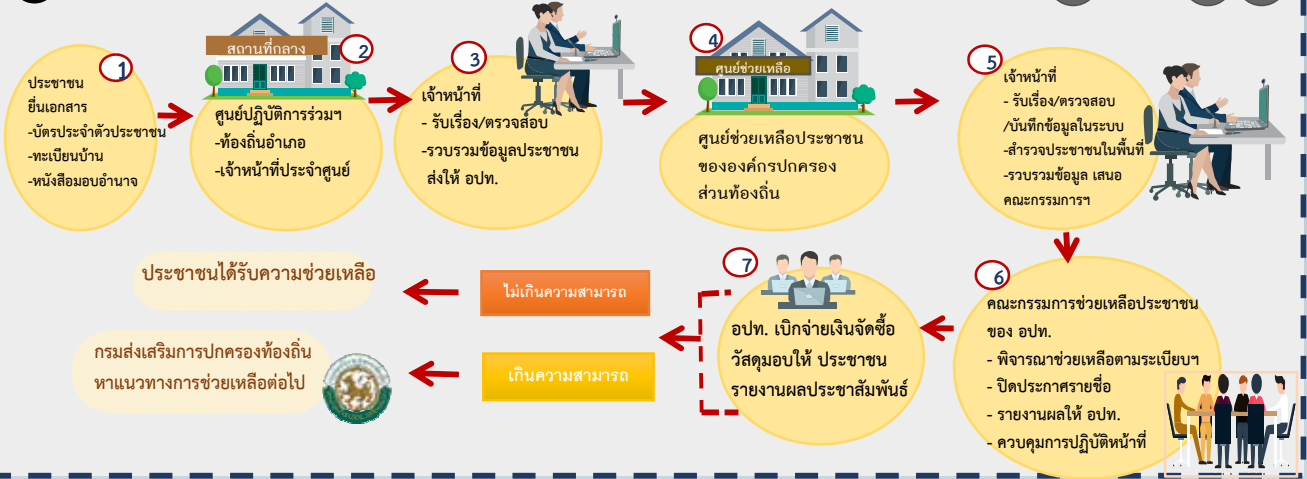 1
ประชาชน
ยื่นเอกสาร
-บัตรประจำตัวประชาชน
-ทะเบียนบ้าน
-หนังสือมอบอำนาจ
สถานที่กลาง
2
ศูนย์ปฏิบัติการร่วมฯ
-ท้องถิ่นอำเภอ
-เจ้าหน้าที่ประจำศูนย์
3
เจ้าหน้าที่
- รับเรื่อง/ตรวจสอบ
-รวบรวมข้อมูลประชาชน
ส่งให้ อปท.
4
ศูนย์ช่วยเหลือ
ศูนย์ช่วยเหลือประชาชน
ขององค์กรปกครอง
ส่วนท้องถิ่น
5
เจ้าหน้าที่
- รับเรื่อง/ตรวจสอบ
/บันทึกข้อมูลในระบบ
-สำรวจประชาชนในพื้นที่
-รวบรวมข้อมูล เสนอ
คณะกรรมการฯ
6
คณะกรรมการช่วยเหลือประชาชน
ของ อปท.
- พิจารณาช่วยเหลือตามระเบียบฯ
- ปิดประกาศรายชื่อ
- รายงานผลให้ อปท.
- ควบคุมการปฏิบัติหน้าที่
7
อปท. เบิกจ่ายเงินจัดซื้อ
วัสดุมอบให้ ประชาชน
รายงานผลประชาสัมพันธ์
ไม่เกินความสามารถ
ประชาชนได้รับความช่วยเหลือ
เกินความสามารถ
กรมส่งเสริมการปกครองท้องถิ่น
หาแนวทางการช่วยเหลือต่อไป